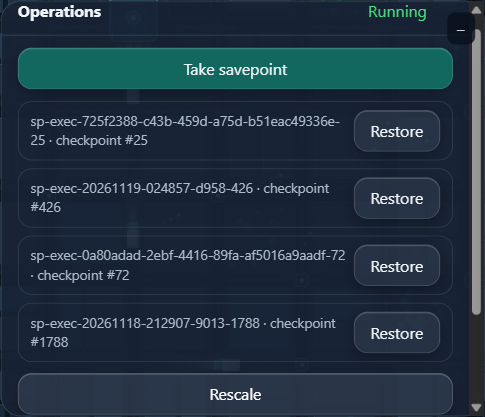 Operations
Running
Take savepoint
sp-exec-725f2388-c43b-459d-a75d-b51eac49336e-
25 · checkpoint #25
Restore
sp-exec-20261119-024857-d958-426 · checkpoint
#426
Restore
sp-exec-0a80adad-2ebf-4416-89fa-af5016a9aadf-72
· checkpoint #72
Restore
sp-exec-20261118-212907-9013-1788 · checkpoint
#1788
Restore
Rescale